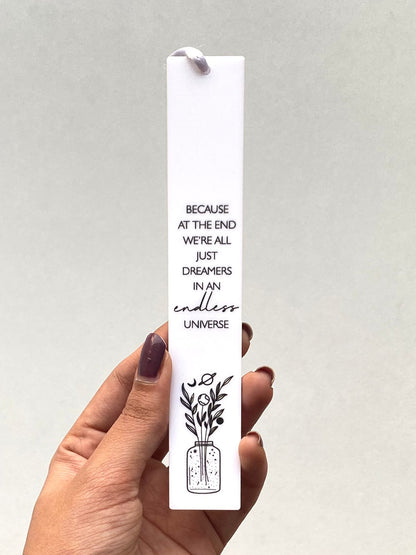 BECAUSE
AT THE END
WE'RE ALL
JUST
DREAMERS
IN AN
endless
UNIVERSE